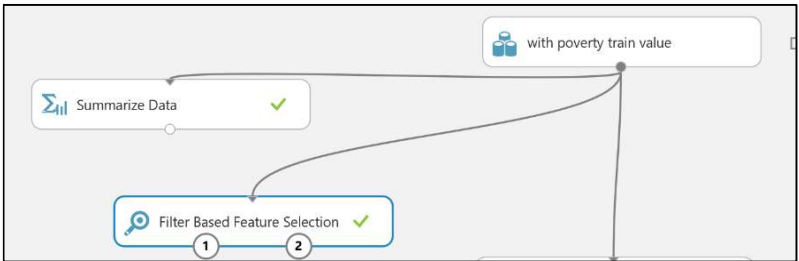 with poverty train value
Summarize Data
Filter Based Feature Selection
1
2